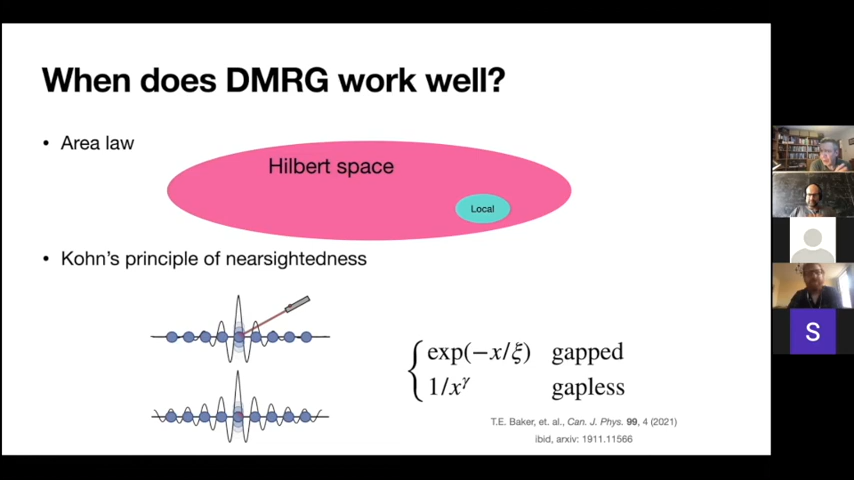 When does DMRG work well?
• Area law
Hilbert space
Local
• Kohn's principle of nearsightedness
exp(−x/ξ) gapped
1/x^γ gapless
T.E. Baker, et. al., Can. J. Phys. 99, 4 (2021)
ibid, arxiv: 1911.11566
S